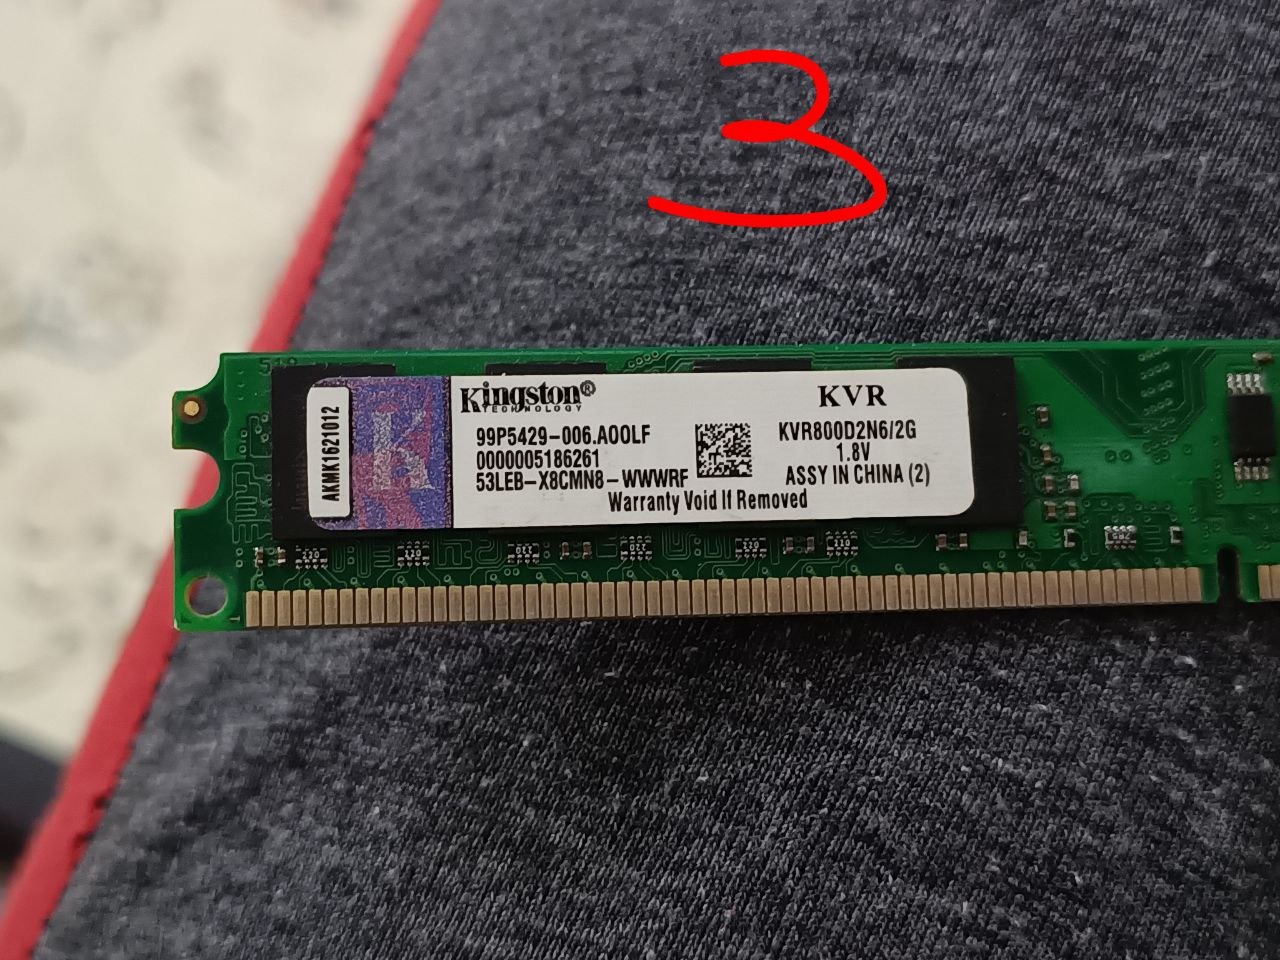 3
Kingston®
TECHNOLOGY
KVR
99P5429-006.A00LF
KVR800D2N6/2G
0000005186261
1.8V
53LEB-X8CMN8-WWWRF
ASSY IN CHINA (2)
Warranty Void If Removed
AKMK1621012
K